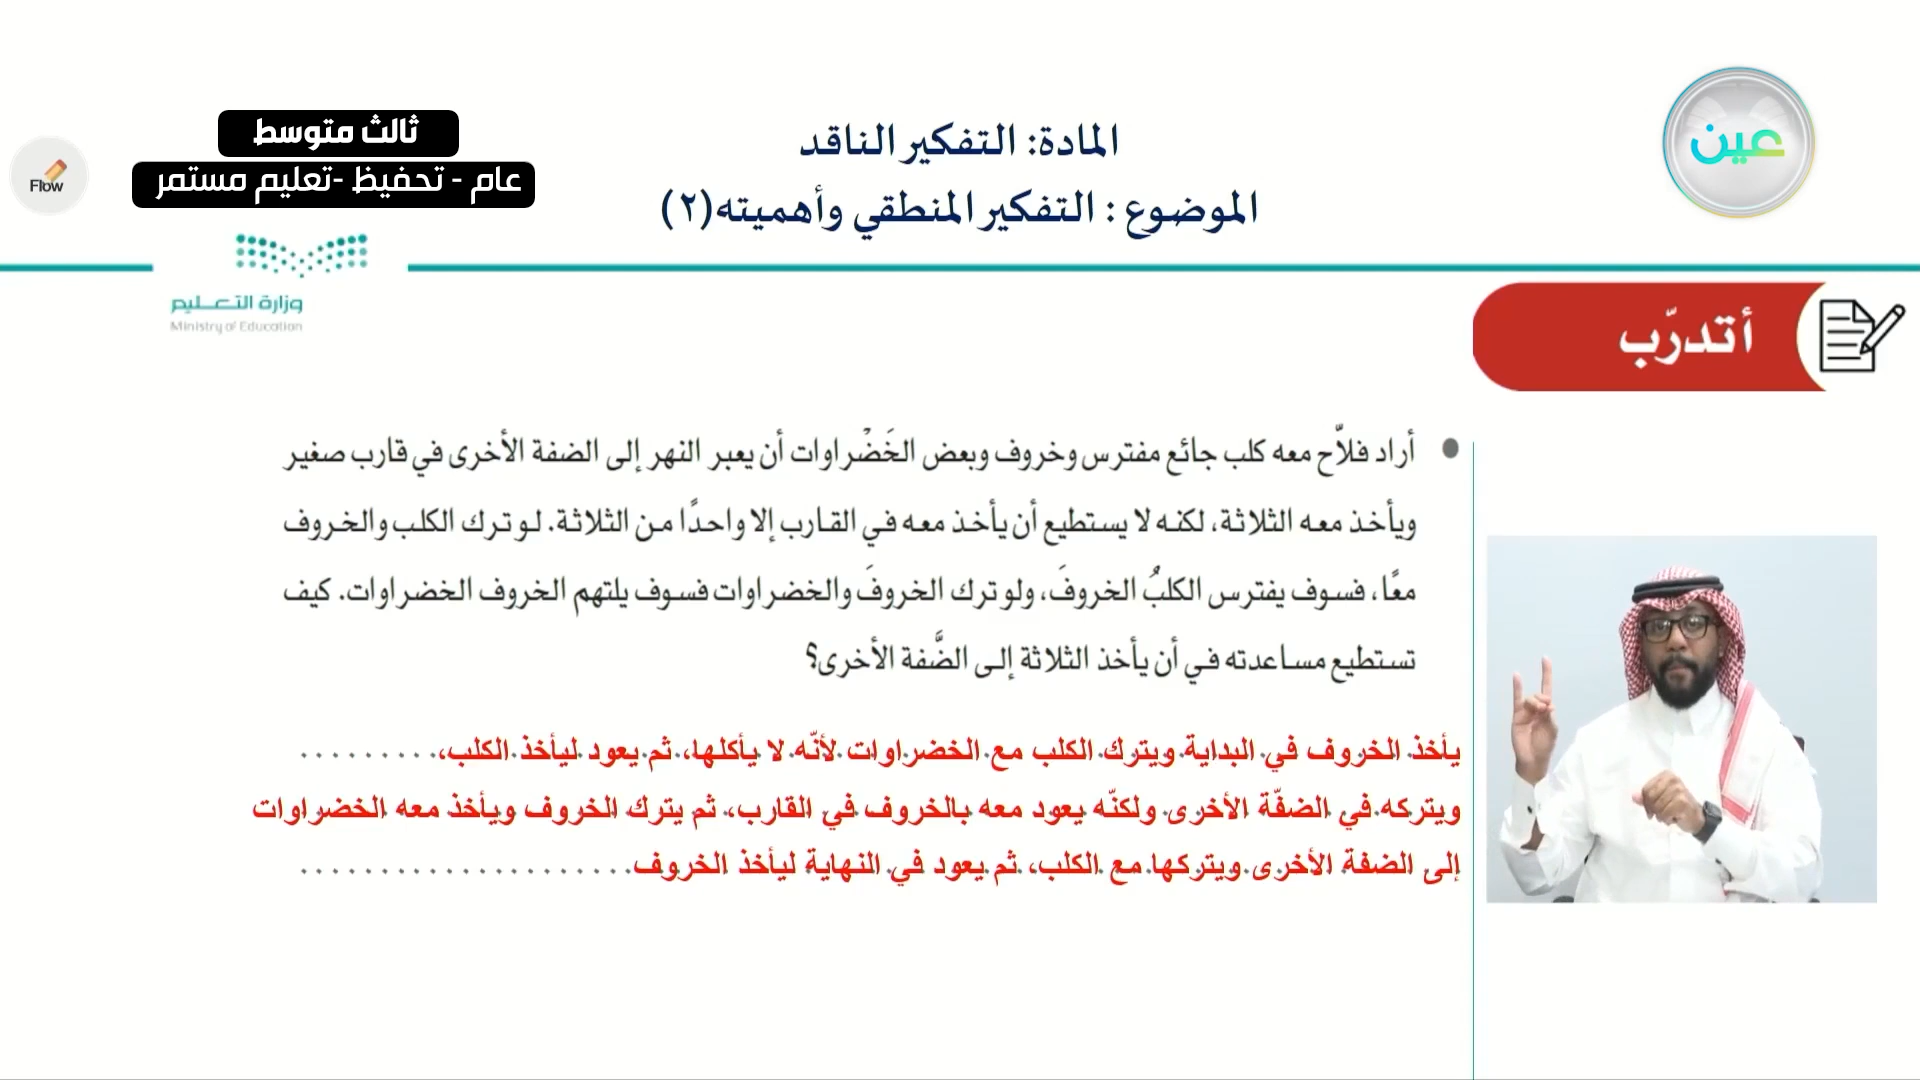 عين
المادة: التفكير الناقد
الموضوع : التفكير المنطقي وأهميته (٢)
ثالث متوسط
عام - تحفيظ -تعليم مستمر
Flow
وزارة التعليم
Ministry of Education
أتدرّب
أراد فلاّح معه كلب جائع مفترس وخروف وبعض الخَضْراوات أن يعبر النهر إلى الضفة الأخرى في قارب صغير
ويأخذ معه الثلاثة، لكنه لا يستطيع أن يأخذ معه في القارب إلا واحدًا من الثلاثة. لو ترك الكلب والخروف
معًا، فسوف يفترس الكلبُ الخروفَ، ولو ترك الخروفَ والخضراوات فسوف يلتهم الخروف الخضراوات. كيف
تستطيع مساعدته في أن يأخذ الثلاثة إلى الضَّفة الأخرى؟
يأخذ الخروف في البداية ويترك الكلب مع الخضراوات لأنّه لا يأكلها، ثم يعود ليأخذ الكلب،
ويتركه في الضفّة الأخرى ولكنّه يعود معه بالخروف في القارب، ثم يترك الخروف ويأخذ معه الخضراوات
إلى الضفة الأخرى ويتركها مع الكلب، ثم يعود في النهاية ليأخذ الخروف.